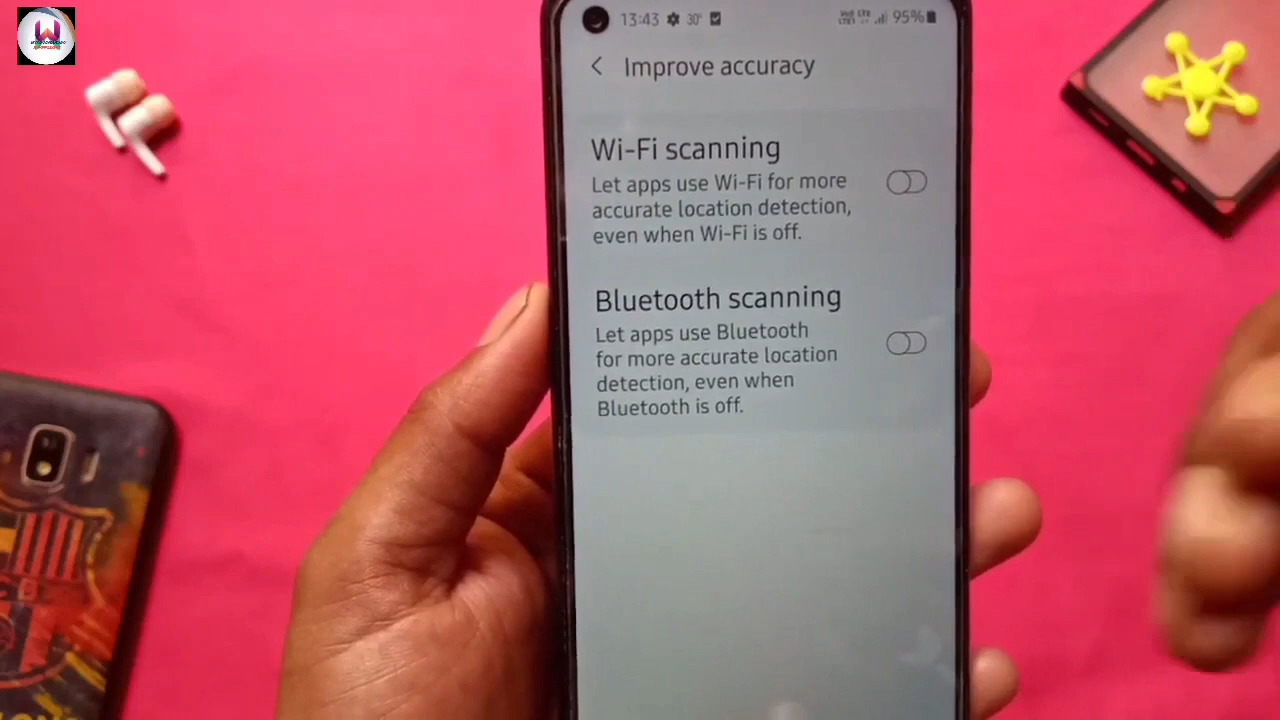 13:43 30° 95%
Improve accuracy
Wi-Fi scanning
Let apps use Wi-Fi for more
accurate location detection,
even when Wi-Fi is off.
Bluetooth scanning
Let apps use Bluetooth
for more accurate location
detection, even when
Bluetooth is off.